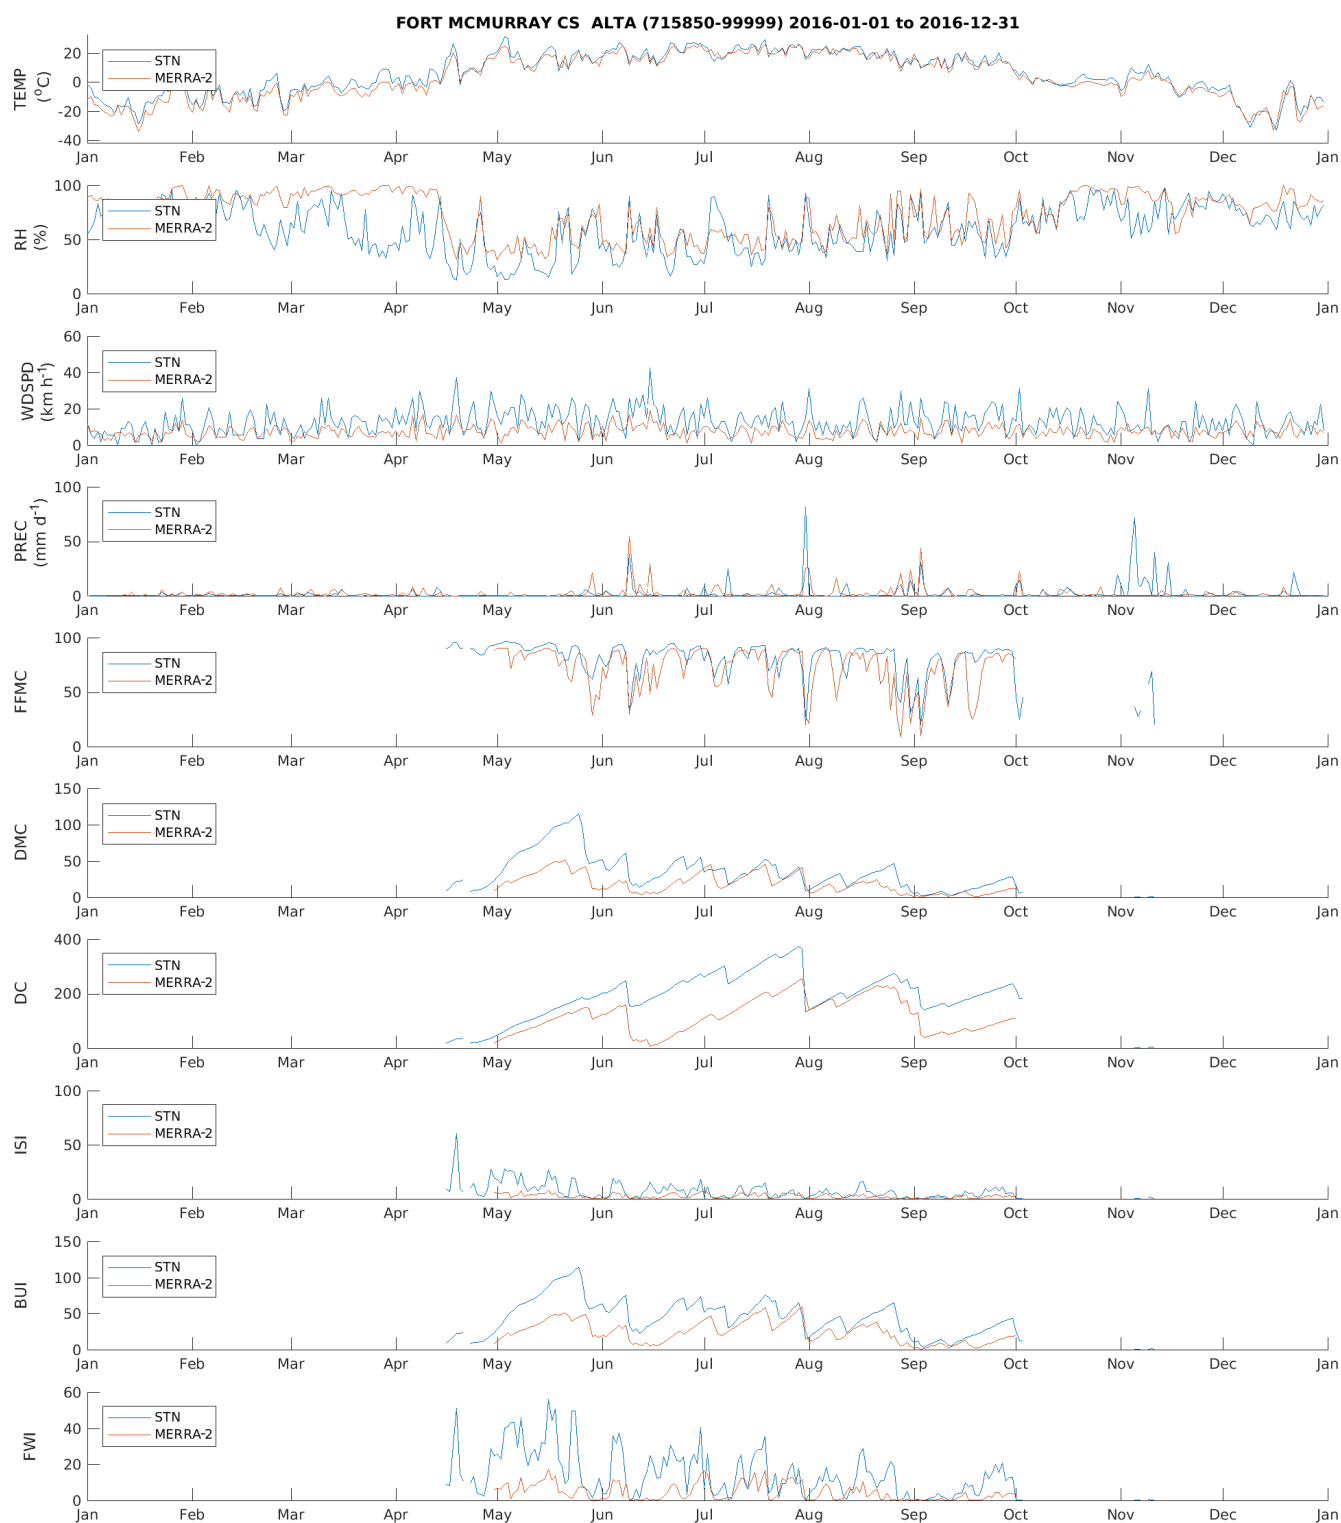 FORT MCMURRAY CS  ALTA (715850-99999) 2016-01-01 to 2016-12-31
TEMP
(°C)
20
0
-20
-40
STN
MERRA-2
Jan Feb Mar Apr May Jun Jul Aug Sep Oct Nov Dec Jan
RH
(%)
100
50
0
STN
MERRA-2
Jan Feb Mar Apr May Jun Jul Aug Sep Oct Nov Dec Jan
WDSPD
(km h⁻¹)
60
40
20
0
STN
MERRA-2
Jan Feb Mar Apr May Jun Jul Aug Sep Oct Nov Dec Jan
PREC
(mm d⁻¹)
100
50
0
STN
MERRA-2
Jan Feb Mar Apr May Jun Jul Aug Sep Oct Nov Dec Jan
FFMC
100
50
0
STN
MERRA-2
Jan Feb Mar Apr May Jun Jul Aug Sep Oct Nov Dec Jan
DMC
150
100
50
0
STN
MERRA-2
Jan Feb Mar Apr May Jun Jul Aug Sep Oct Nov Dec Jan
DC
400
200
0
STN
MERRA-2
Jan Feb Mar Apr May Jun Jul Aug Sep Oct Nov Dec Jan
ISI
100
50
0
STN
MERRA-2
Jan Feb Mar Apr May Jun Jul Aug Sep Oct Nov Dec Jan
BUI
150
100
50
0
STN
MERRA-2
Jan Feb Mar Apr May Jun Jul Aug Sep Oct Nov Dec Jan
FWI
60
40
20
0
STN
MERRA-2
Jan Feb Mar Apr May Jun Jul Aug Sep Oct Nov Dec Jan